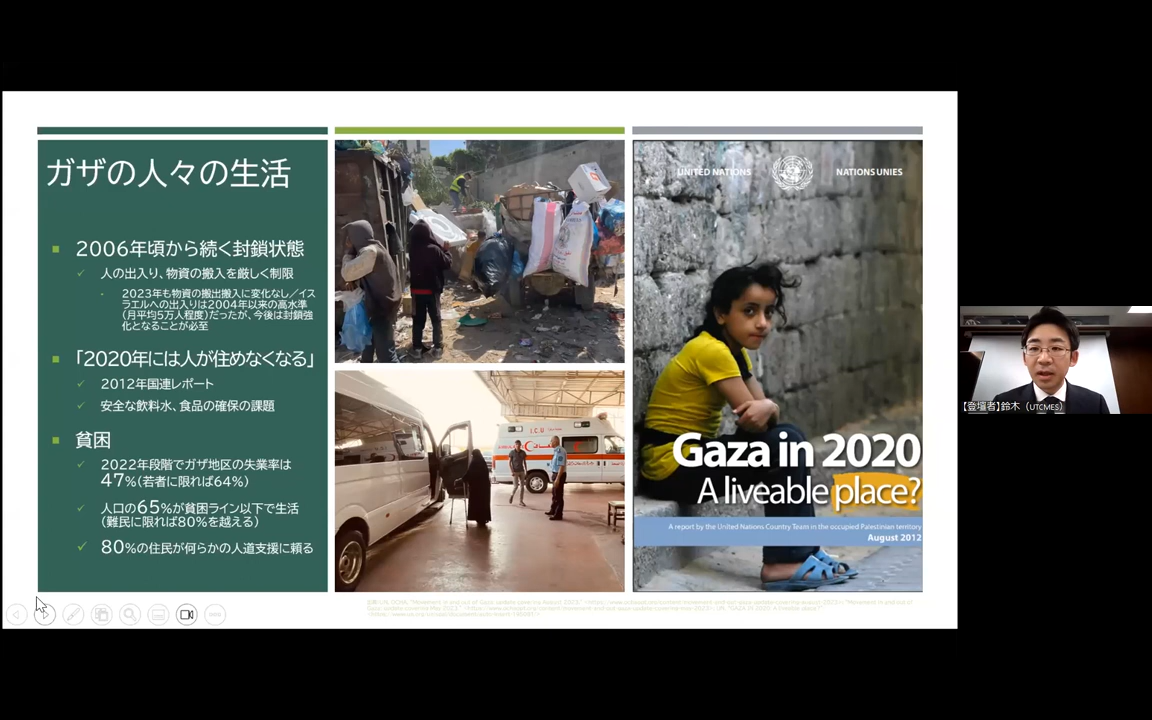 ガザの人々の生活
2006年頃から続く封鎖状態
人の出入り、物資の搬入を厳しく制限
2023年も物資の搬出搬入に変化なし/イス
ラエルへの出入りは2004年以来の高水準
(月平均5万人程度)だったが、今後は封鎖強
化となることが必至
「2020年には人が住めなくなる」
2012年国連レポート
安全な飲料水、食品の確保の課題
貧困
2022年段階でガザ地区の失業率は
47%(若者に限れば64%)
人口の65%が貧困ライン以下で生活
(難民に限れば80%を越える)
80%の住民が何らかの人道支援に頼る
I.C.U
UNITED NATIONS
NATIONS UNIES
Gaza in 2020
A liveable place?
A report by the United Nations Country Team in the occupied Palestinian territory
August 2012
【登壇者】鈴木(UTCMES)